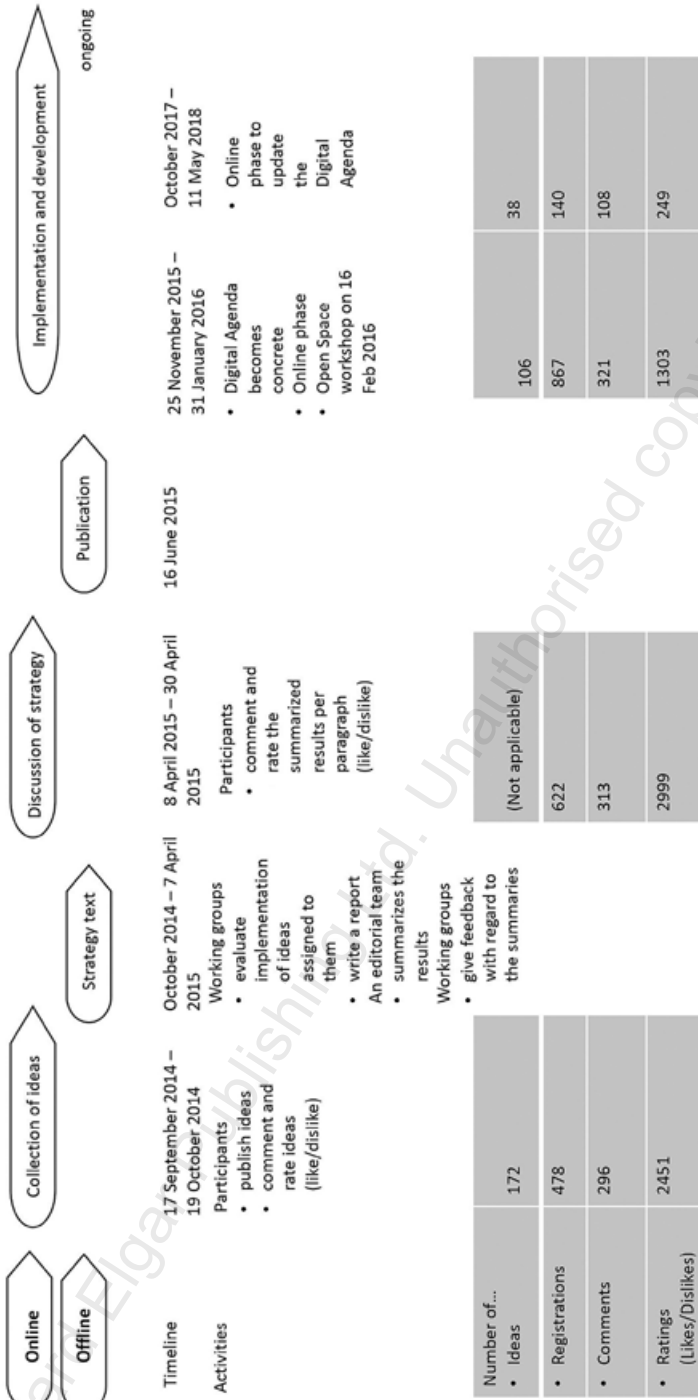 Online
Offline
Collection of ideas
Strategy text
Discussion of strategy
Publication
Implementation and development
ongoing
Timeline
17 September 2014 –
19 October 2014
October 2014 – 7 April
2015
8 April 2015 – 30 April
2015
16 June 2015
25 November 2015 –
31 January 2016
October 2017 –
11 May 2018
Activities
Participants
• publish ideas
• comment and
rate ideas
(like/dislike)
Working groups
• evaluate
implementation
of ideas
assigned to
them
• write a report
An editorial team
• summarizes the
results
Working groups
• give feedback
with regard to
the summaries
Participants
• comment and
rate the
summarized
results per
paragraph
(like/dislike)
• Digital Agenda
becomes
concrete
• Online phase
• Open Space
workshop on 16
Feb 2016
• Online
phase to
update
the
Digital
Agenda
Number of...
• Ideas
172
(Not applicable)
106
38
• Registrations
478
622
867
140
• Comments
296
313
321
108
• Ratings
(Likes/Dislikes)
2451
2999
1303
249
ard Elgar Publishing Ltd. Unauthorised copy